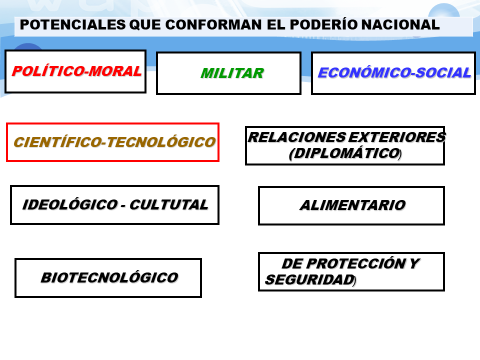 POTENCIALES QUE CONFORMAN EL PODERÍO NACIONAL
POLÍTICO-MORAL
MILITAR
ECONÓMICO-SOCIAL
CIENTÍFICO-TECNOLÓGICO
RELACIONES EXTERIORES
(DIPLOMÁTICO)
IDEOLÓGICO - CULTUTAL
ALIMENTARIO
BIOTECNOLÓGICO
DE PROTECCIÓN Y
SEGURIDAD)